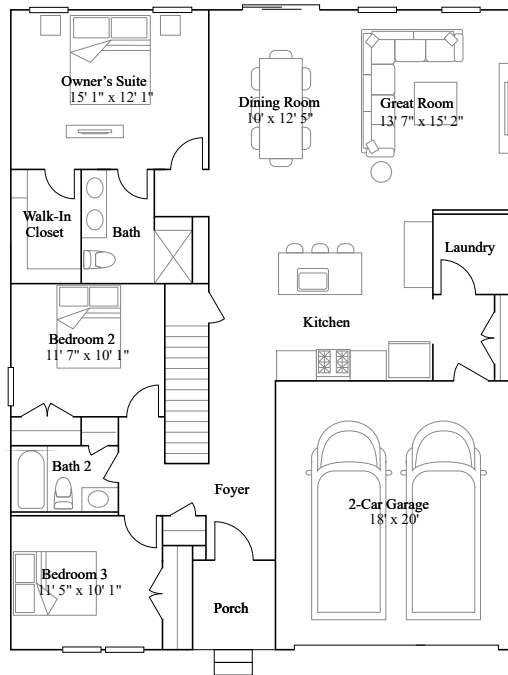 Owner's Suite
15' 1" x 12' 1"
Dining Room
10' x 12' 5"
Great Room
13' 7" x 15' 2"
Walk-In
Closet
Bath
Laundry
Kitchen
Bedroom 2
11' 7" x 10' 1"
Bath 2
Foyer
2-Car Garage
18' x 20'
Bedroom 3
11' 5" x 10' 1"
Porch